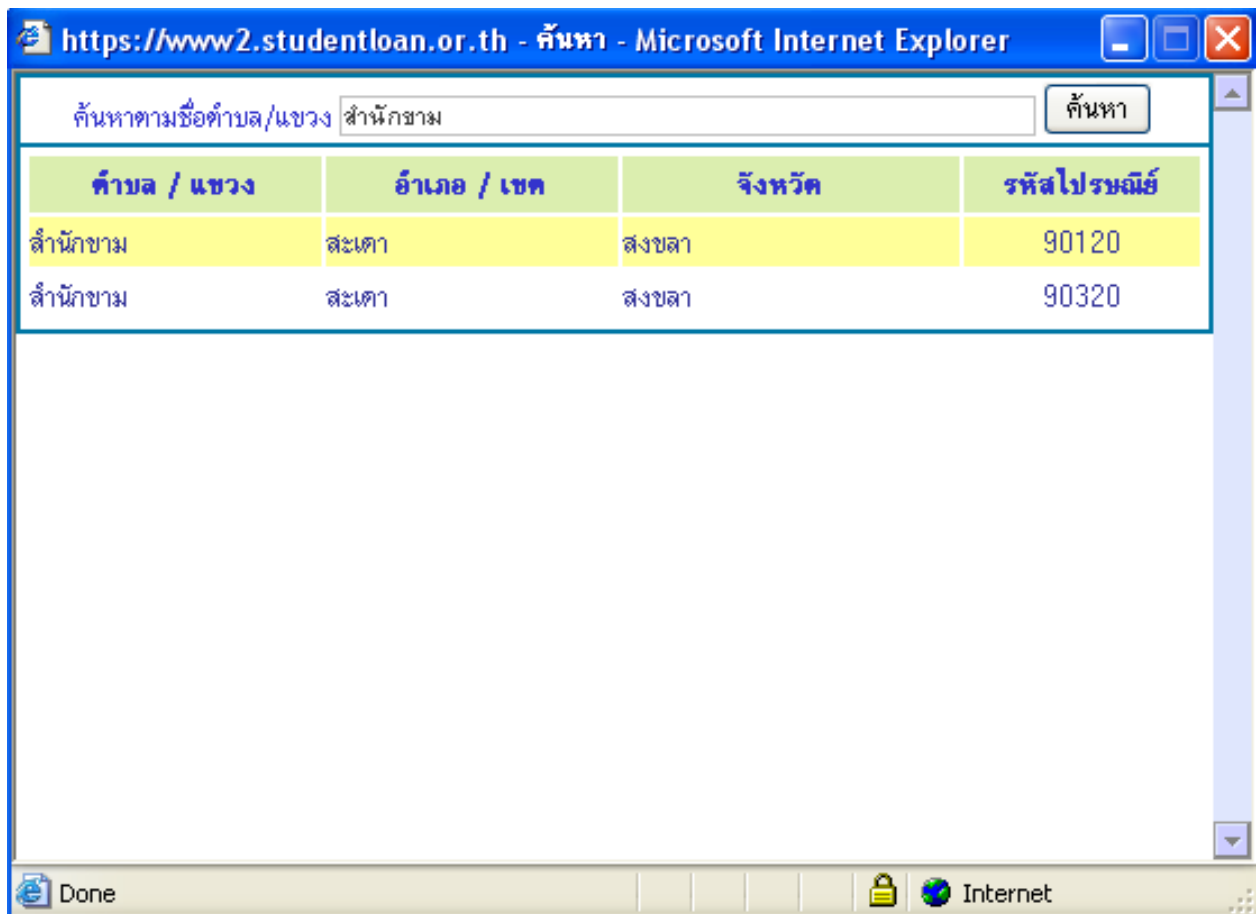 https://www2.studentloan.or.th - ค้นหา - Microsoft Internet Explorer
ค้นหาตามชื่อตำบล/แขวง สำนักขาม ค้นหา
ตำบล / แขวง อำเภอ / เขต จังหวัด รหัสไปรษณีย์
สำนักขาม สะเดา สงขลา 90120
สำนักขาม สะเดา สงขลา 90320
Done Internet